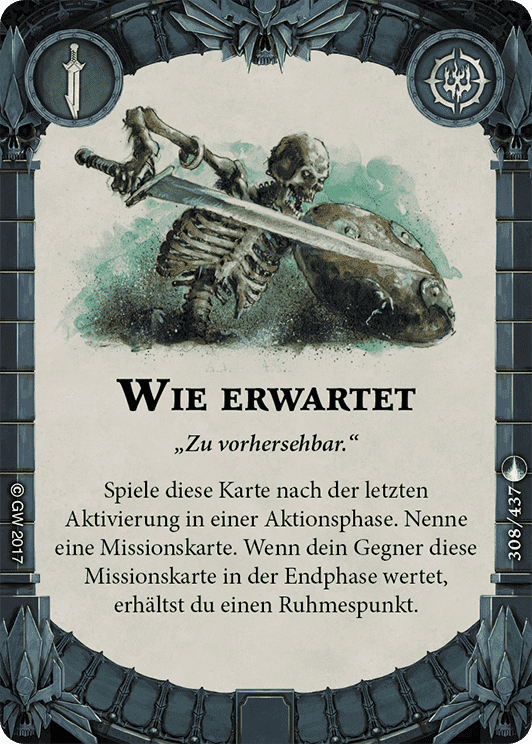 Wie erwartet
„Zu vorhersehbar.“
Spiele diese Karte nach der letzten
Aktivierung in einer Aktionsphase. Nenne
eine Missionskarte. Wenn dein Gegner diese
Missionskarte in der Endphase wertet,
erhältst du einen Ruhmespunkt.
© GW 2017
308/437